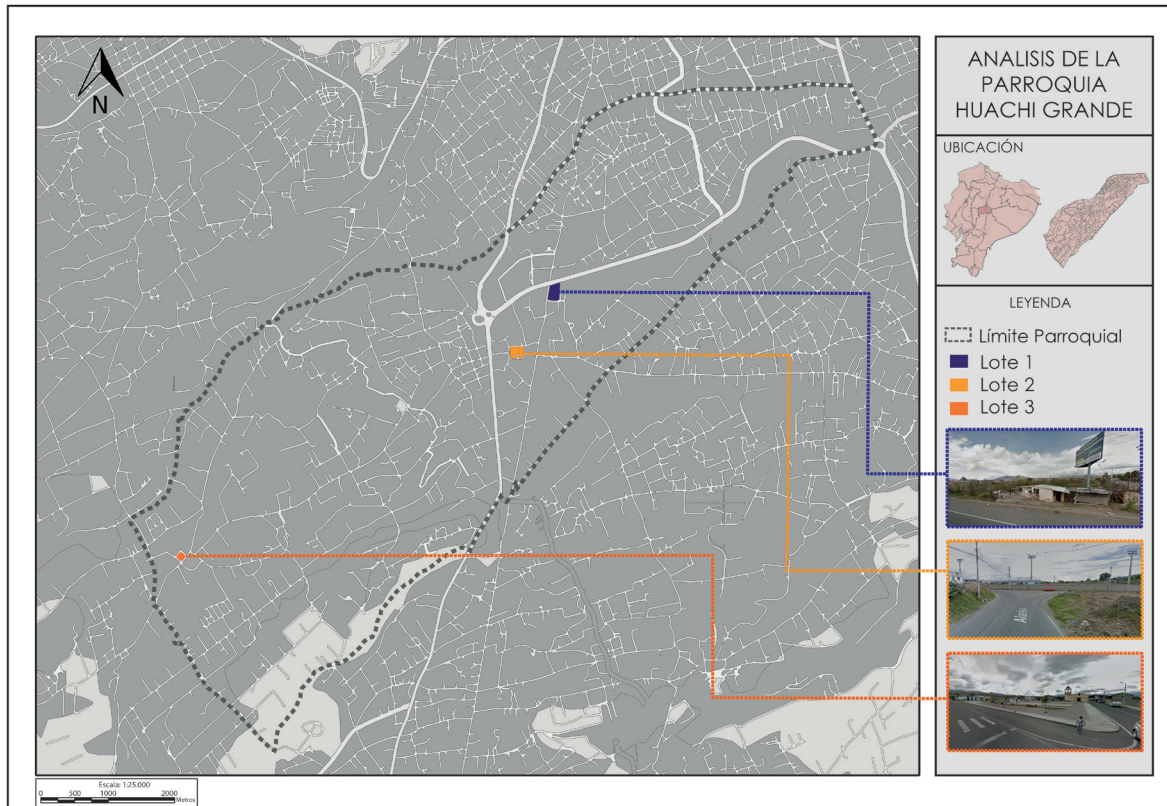 N
ANALISIS DE LA
PARROQUIA
HUACHI GRANDE
UBICACIÓN
LEYENDA
Límite Parroquial
Lote 1
Lote 2
Lote 3
Escala: 1:25.000
0 500 1000 2000
Metros